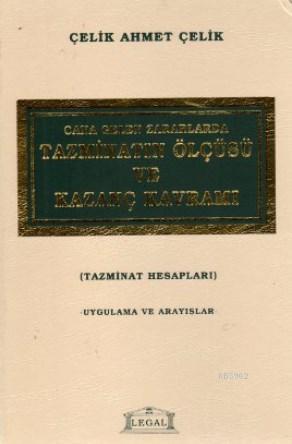 ÇELİK AHMET ÇELİK
CANA GELEN ZARARLARDA
TAZMİNATIN ÖLÇÜSÜ
VE
KAZANÇ KAVRAMI
(TAZMİNAT HESAPLARI)
-UYGULAMA VE ARAYIŞLAR-
LEGAL